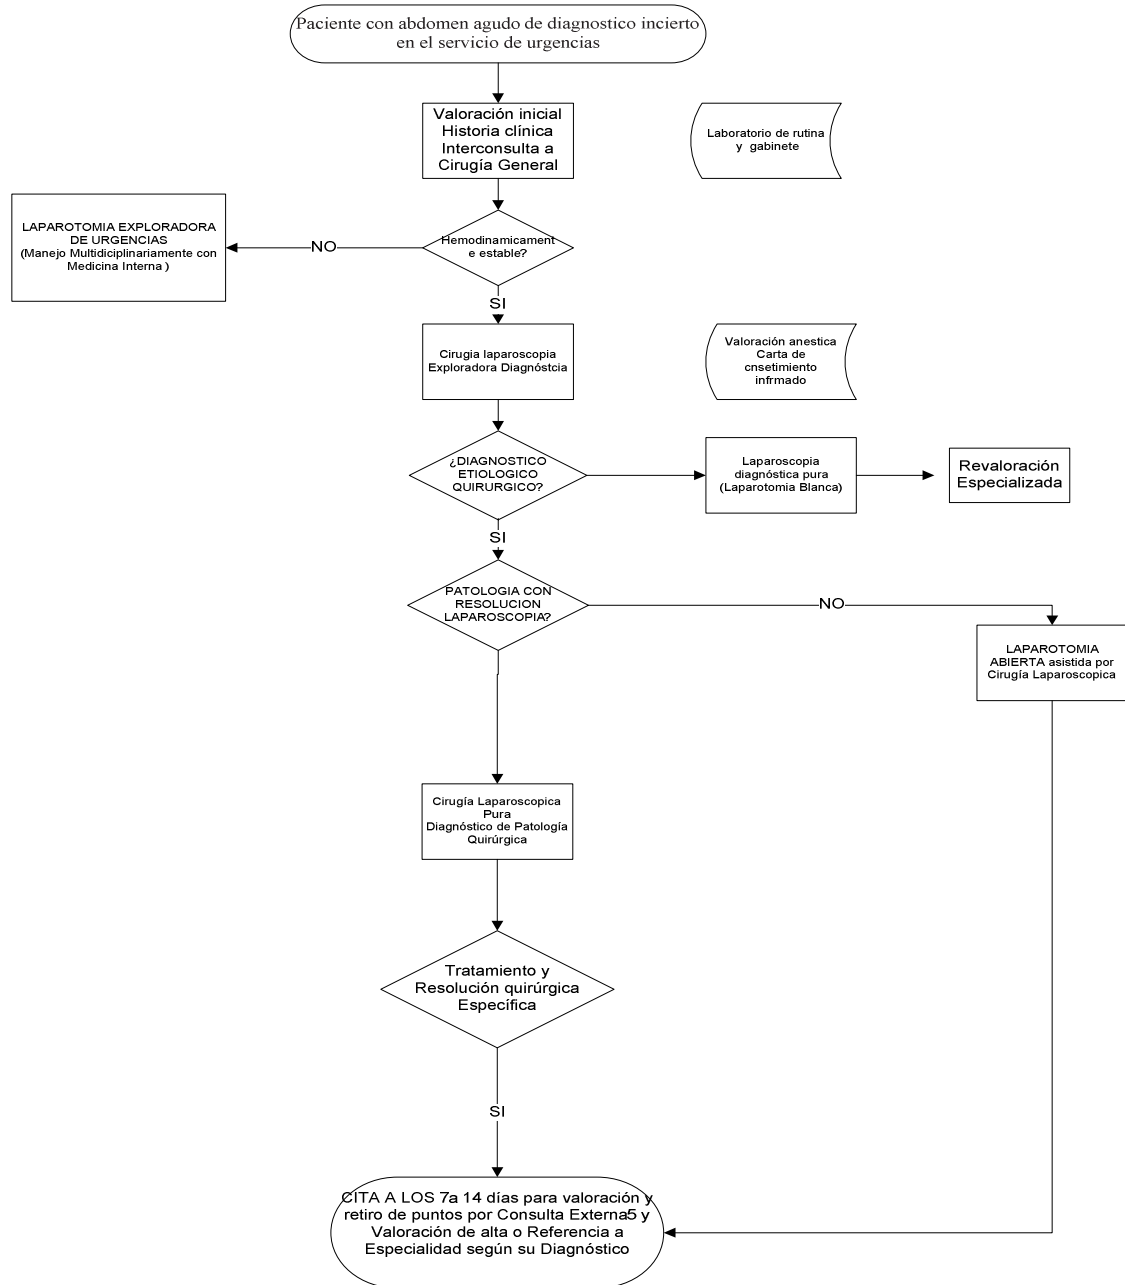 Paciente con abdomen agudo de diagnostico incierto
en el servicio de urgencias
Valoración inicial
Historia clínica
Interconsulta a
Cirugía General
Laboratorio de rutina
y gabinete
LAPAROTOMIA EXPLORADORA
DE URGENCIAS
(Manejo Multidiciplinariamente con
Medicina Interna )
NO
Hemodinamicament
e estable?
SI
Cirugia laparoscopia
Exploradora Diagnóstcia
Valoración anestica
Carta de
cnsetimiento
infrmado
¿DIAGNOSTICO
ETIOLOGICO
QUIRURGICO?
Laparoscopia
diagnóstica pura
(Laparotomia Blanca)
Revaloración
Especializada
SI
PATOLOGIA CON
RESOLUCION
LAPAROSCOPIA?
NO
LAPAROTOMIA
ABIERTA asistida por
Cirugía Laparoscopica
Cirugía Laparoscopica
Pura
Diagnóstico de Patología
Quirúrgica
Tratamiento y
Resolución quirúrgica
Específica
SI
CITA A LOS 7a 14 días para valoración y
retiro de puntos por Consulta Externa5 y
Valoración de alta o Referencia a
Especialidad según su Diagnóstico